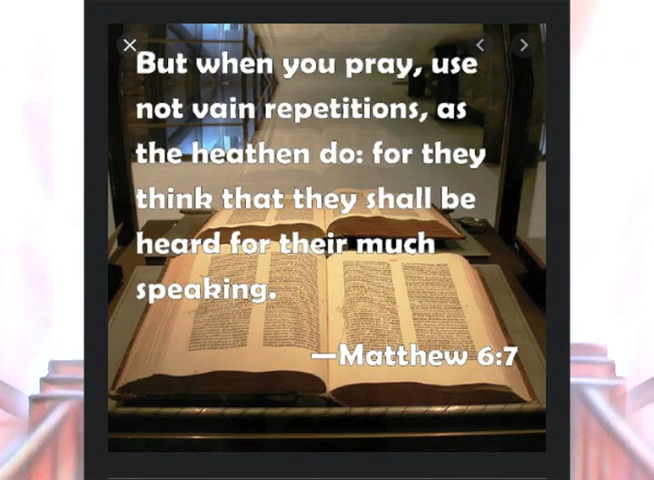 But when you pray, use
not vain repetitions, as
the heathen do: for they
think that they shall be
heard for their much
speaking.
—Matthew 6:7